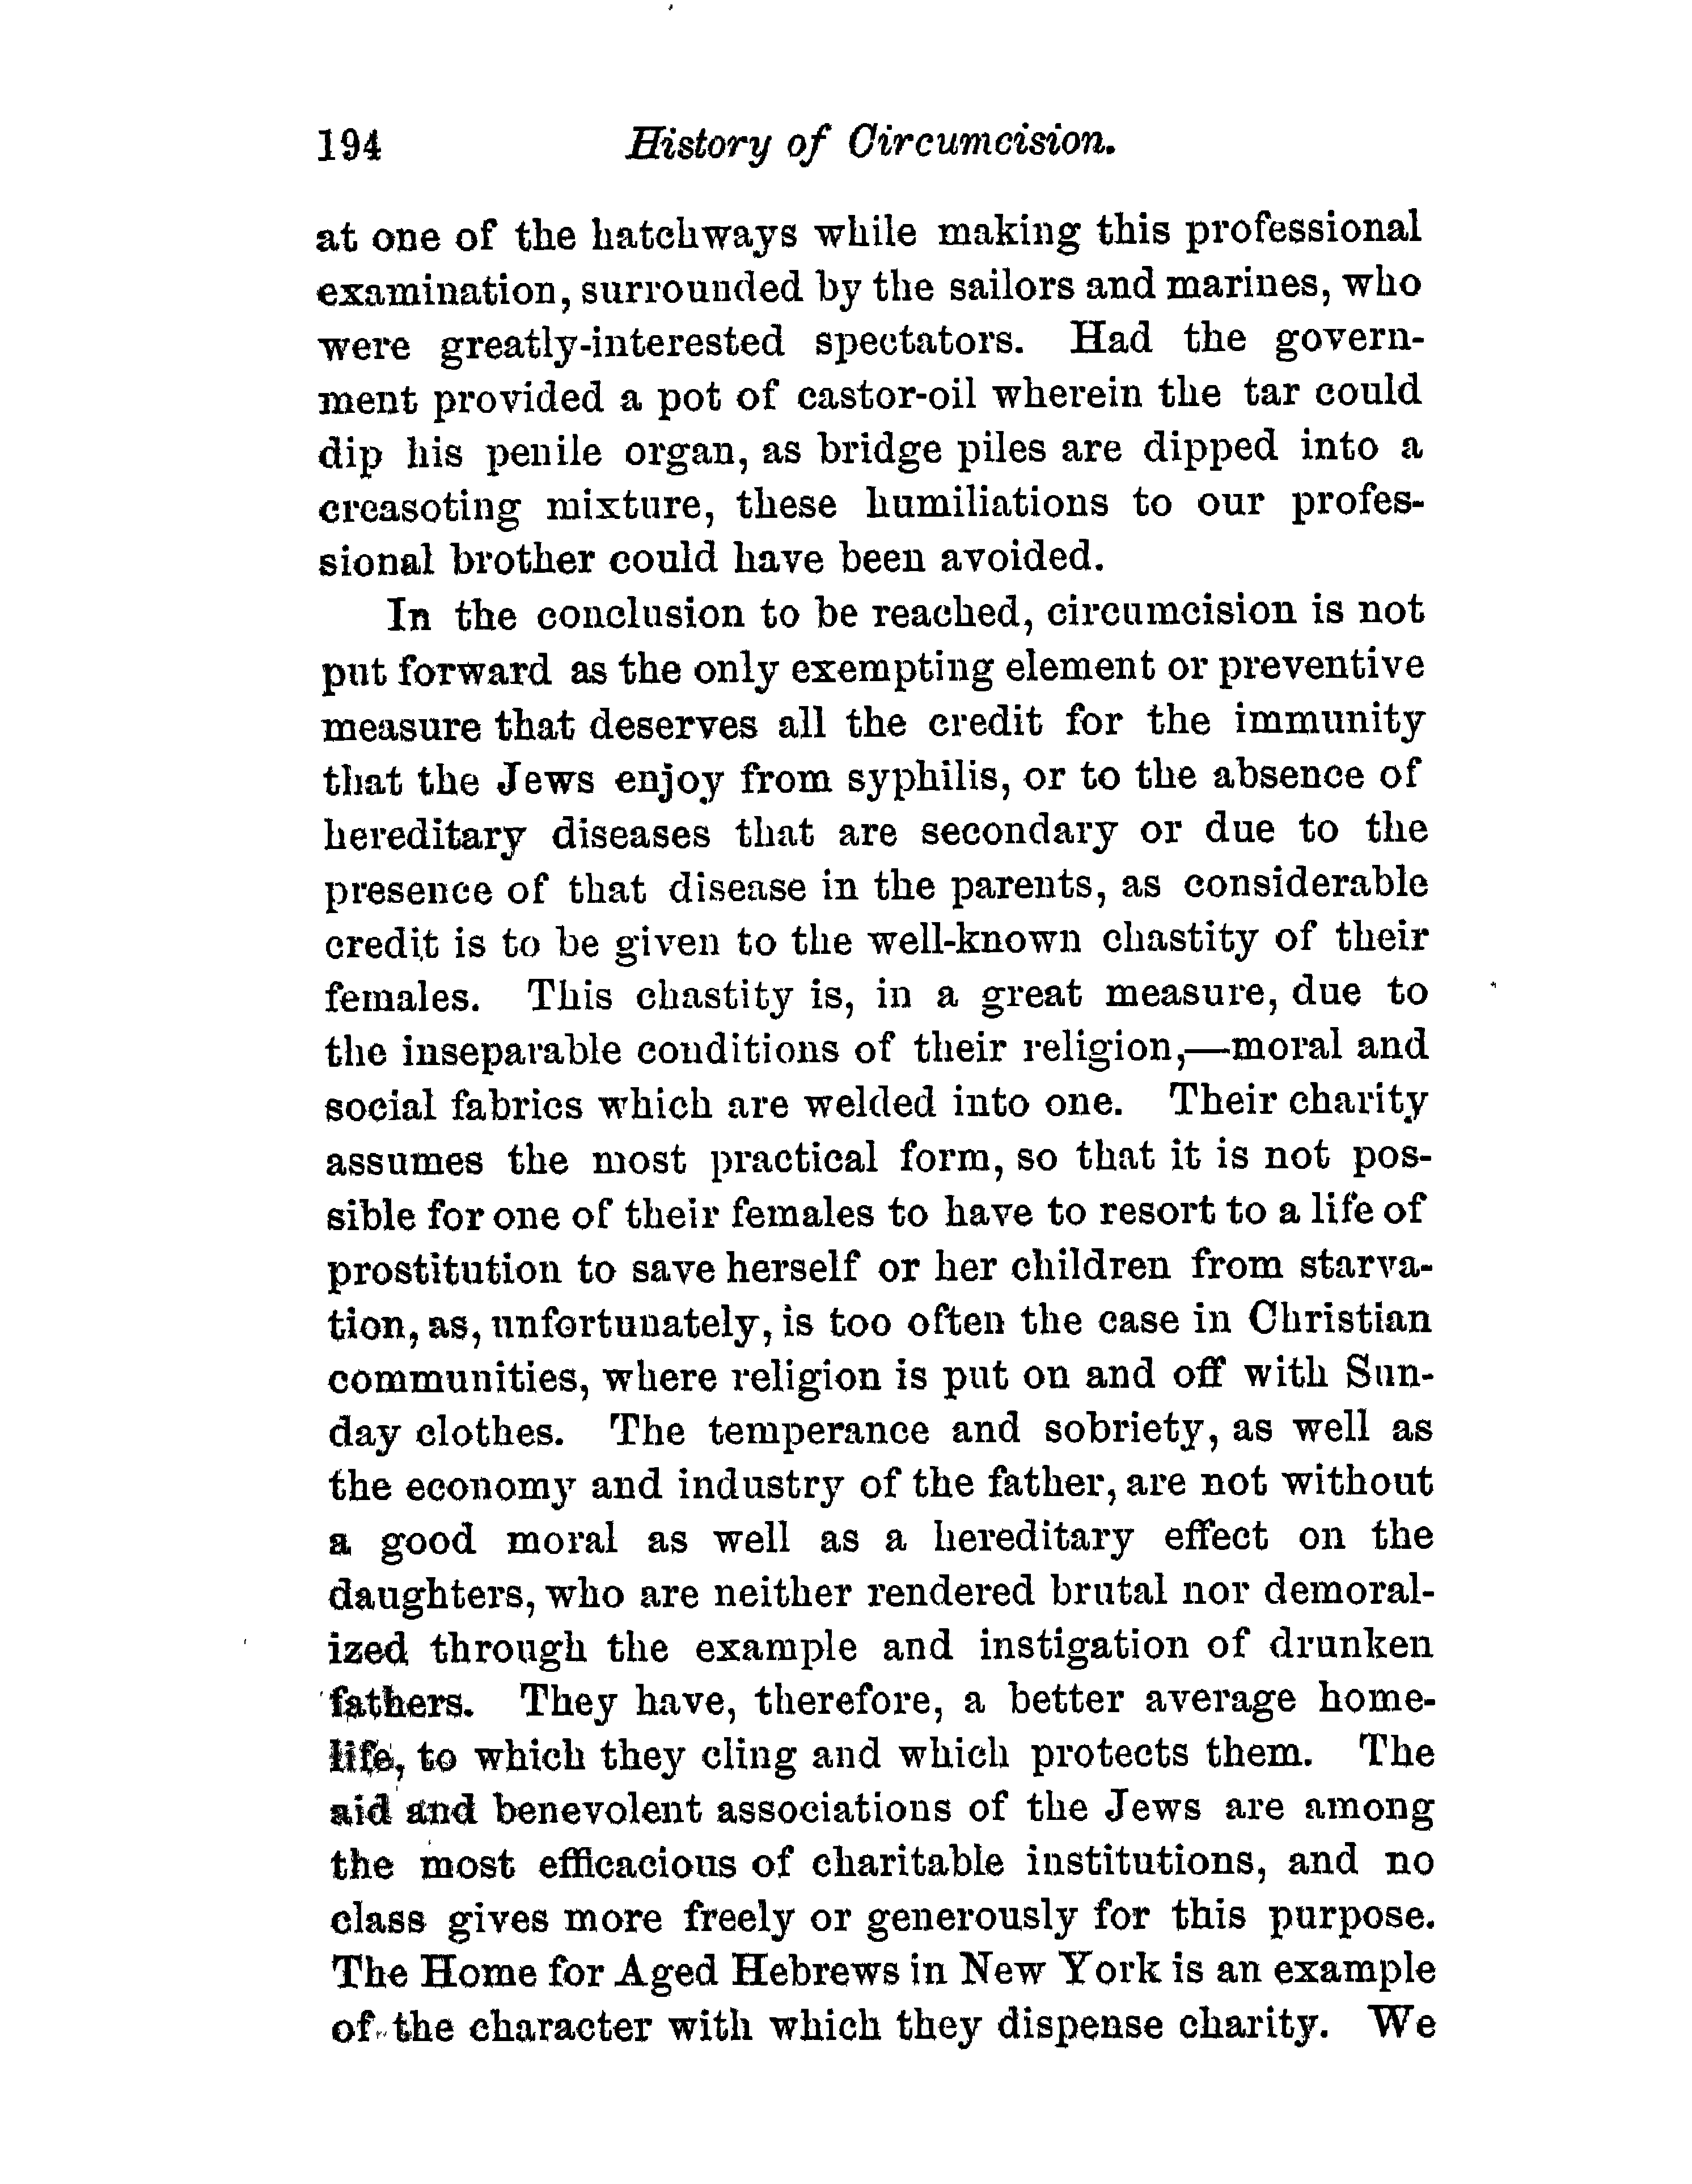 194 History of Circumcision.
at one of the hatchways while making this professional
examination, surrounded by the sailors and marines, who
were greatly-interested spectators. Had the govern-
ment provided a pot of castor-oil wherein the tar could
dip his penile organ, as bridge piles are dipped into a
creasoting mixture, these humiliations to our profes-
sional brother could have been avoided.
In the conclusion to be reached, circumcision is not
put forward as the only exempting element or preventive
measure that deserves all the credit for the immunity
that the Jews enjoy from syphilis, or to the absence of
hereditary diseases that are secondary or due to the
presence of that disease in the parents, as considerable
credit is to be given to the well-known chastity of their
females. This chastity is, in a great measure, due to
the inseparable conditions of their religion,—moral and
social fabrics which are welded into one. Their charity
assumes the most practical form, so that it is not pos-
sible for one of their females to have to resort to a life of
prostitution to save herself or her children from starva-
tion, as, unfortunately, is too often the case in Christian
communities, where religion is put on and off with Sun-
day clothes. The temperance and sobriety, as well as
the economy and industry of the father, are not without
a good moral as well as a hereditary effect on the
daughters, who are neither rendered brutal nor demoral-
ized through the example and instigation of drunken
fathers. They have, therefore, a better average home-
life, to which they cling and which protects them. The
aid and benevolent associations of the Jews are among
the most efficacious of charitable institutions, and no
class gives more freely or generously for this purpose.
The Home for Aged Hebrews in New York is an example
of the character with which they dispense charity. We